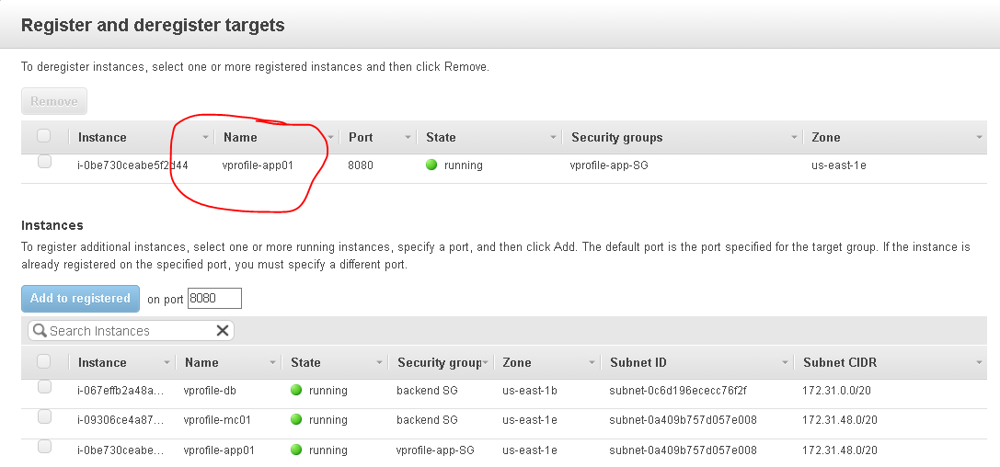 Register and deregister targets
To deregister instances, select one or more registered instances and then click Remove.
Remove
Instance Name Port State Security groups Zone
i-0be730ceabe5f2d44 vprofile-app01 8080 running vprofile-app-SG us-east-1e
Instances
To register additional instances, select one or more running instances, specify a port, and then click Add. The default port is the port specified for the target group. If the instance is
already registered on the specified port, you must specify a different port.
Add to registered on port 8080
Search Instances
Instance Name State Security group Zone Subnet ID Subnet CIDR
i-067effb2a48a... vprofile-db running backend SG us-east-1b subnet-0c6d196ececc76f2f 172.31.0.0/20
i-09306ce4a87... vprofile-mc01 running backend SG us-east-1e subnet-0a409b757d057e008 172.31.48.0/20
i-0be730ceabe... vprofile-app01 running vprofile-app-SG us-east-1e subnet-0a409b757d057e008 172.31.48.0/20